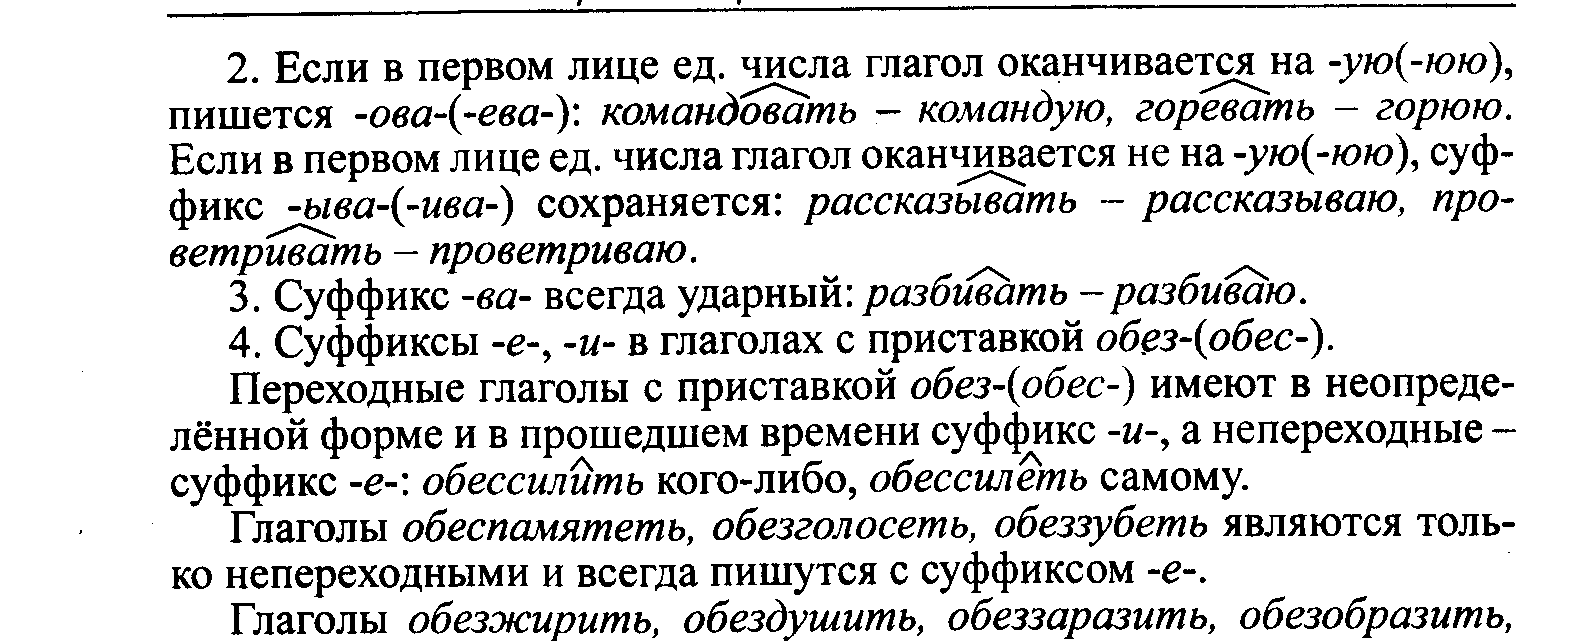 2. Если в первом лице ед. числа глагол оканчивается на -ую(-юю),
пишется -ова-(-ева-): командовать – командую, горевать – горюю.
Если в первом лице ед. числа глагол оканчивается не на -ую(-юю), суф-
фикс -ыва-(-ива-) сохраняется: рассказывать – рассказываю, про-
ветривать – проветриваю.
3. Суффикс -ва- всегда ударный: разбивать – разбиваю.
4. Суффиксы -е-, -и- в глаголах с приставкой обез-(обес-).
Переходные глаголы с приставкой обез-(обес-) имеют в неопреде-
лённой форме и в прошедшем времени суффикс -и-, а непереходные –
суффикс -е-: обессилить кого-либо, обессилеть самому.
Глаголы обеспамятеть, обезголосеть, обеззубеть являются толь-
ко непереходными и всегда пишутся с суффиксом -е-.
Глаголы обезжирить, обездушить, обеззаразить, обезобразить,